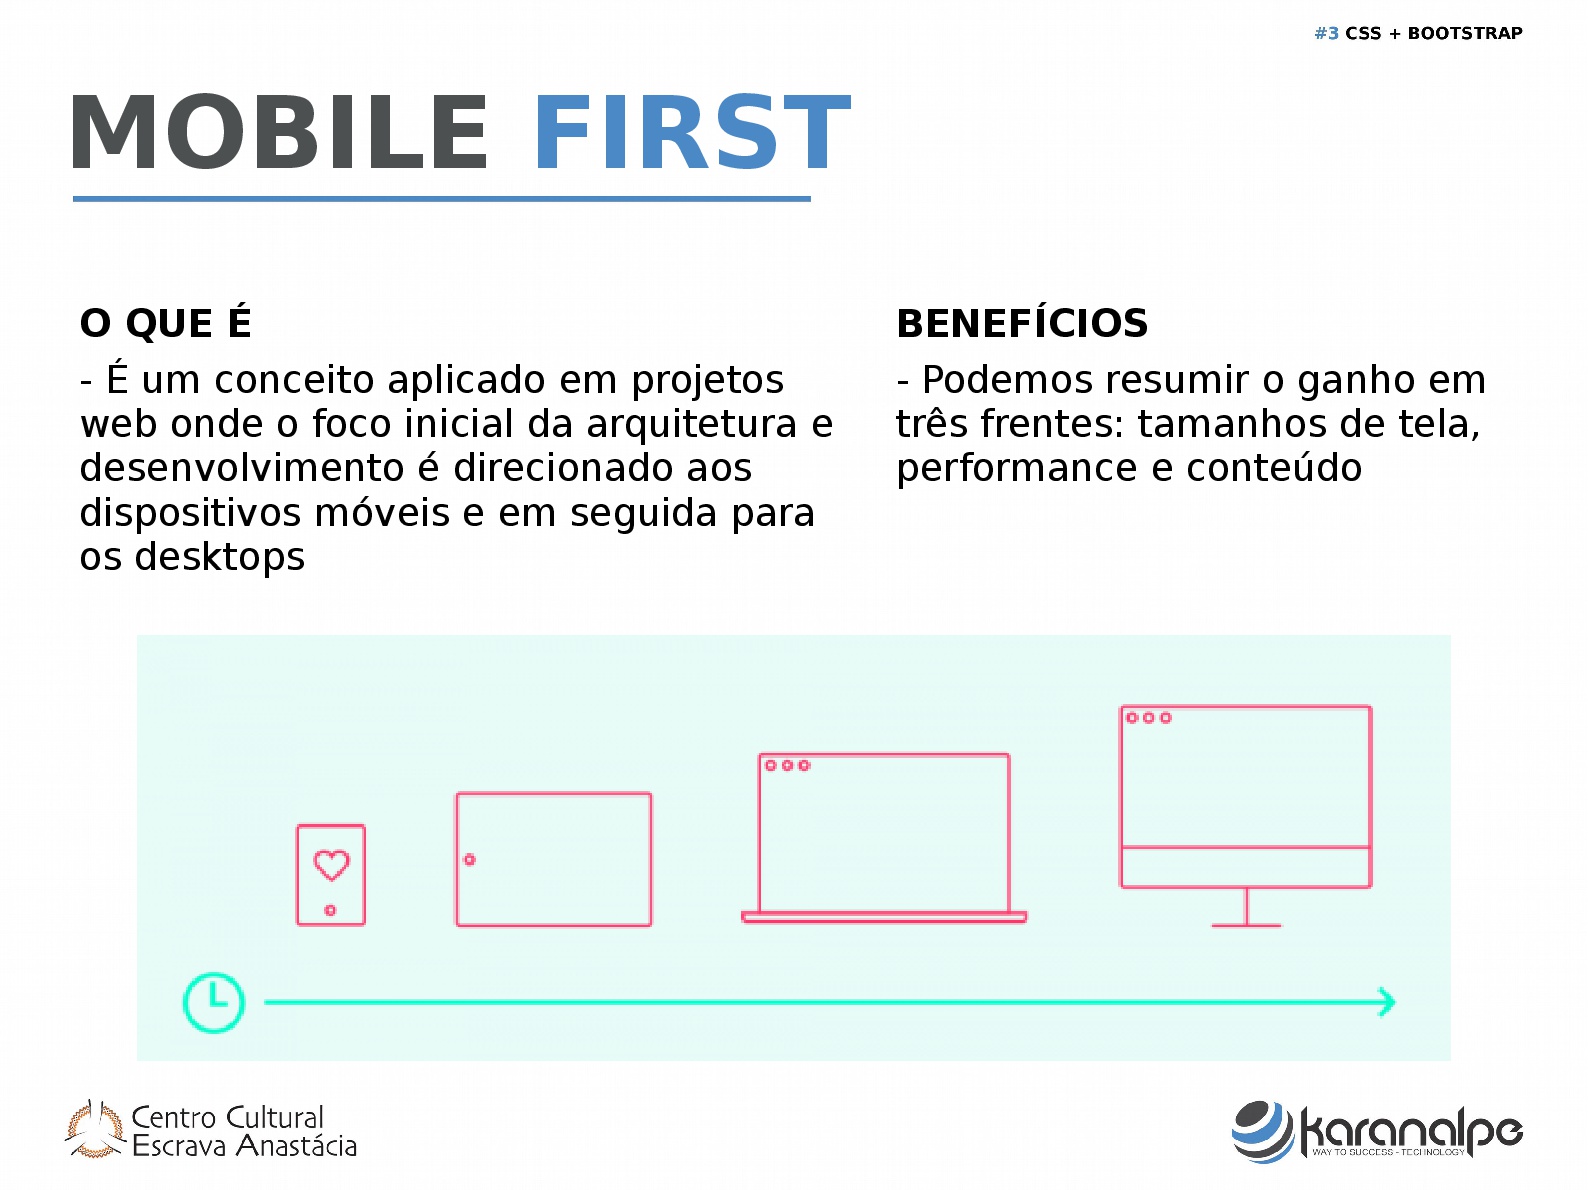 #3 CSS + BOOTSTRAP
MOBILE FIRST
O QUE É
- É um conceito aplicado em projetos
web onde o foco inicial da arquitetura e
desenvolvimento é direcionado aos
dispositivos móveis e em seguida para
os desktops
BENEFÍCIOS
- Podemos resumir o ganho em
três frentes: tamanhos de tela,
performance e conteúdo
Centro Cultural
Escrava Anastácia
karanalpe
WAY TO SUCCESS - TECHNOLOGY